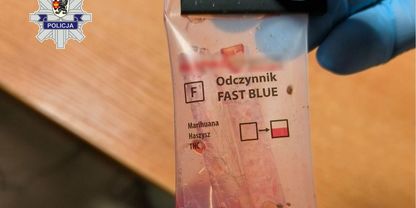 POLICJA
F
Odczynnik
FAST BLUE
Marihuana
Haszysz
THC